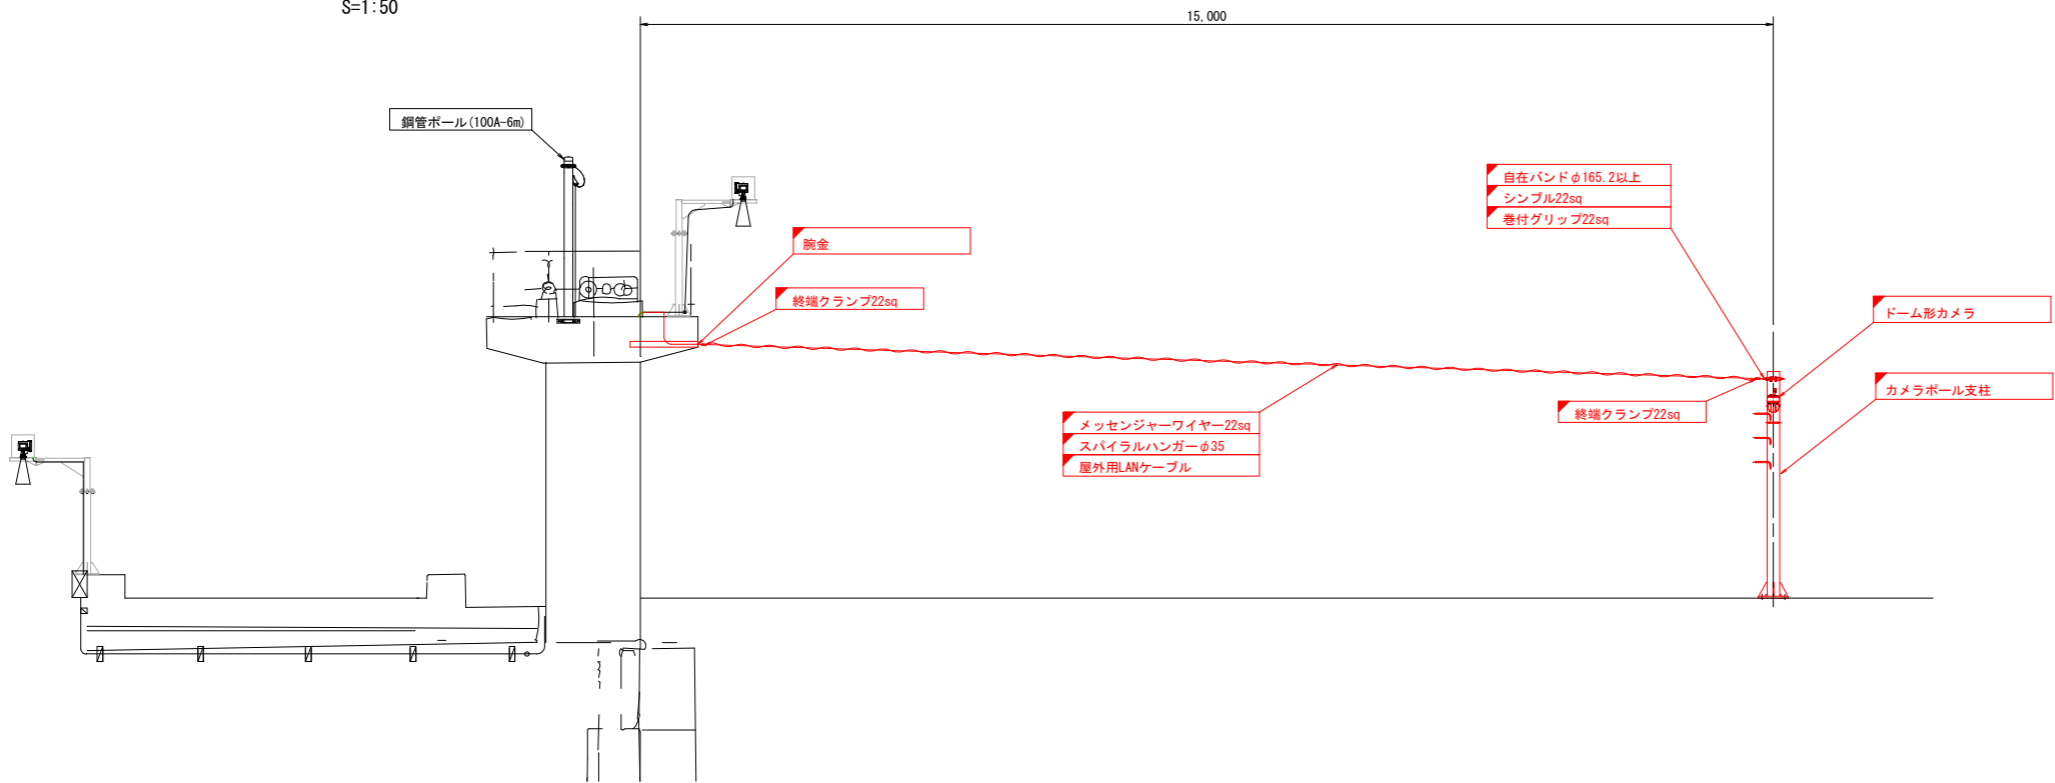 S=1:50
15,000
鋼管ポール(100A-6m)
自在バンドφ165.2以上
シンブル22sq
巻付グリップ22sq
腕金
終端クランプ22sq
ドーム形カメラ
カメラポール支柱
終端クランプ22sq
メッセンジャーワイヤー22sq
スパイラルハンガーφ35
屋外用LANケーブル